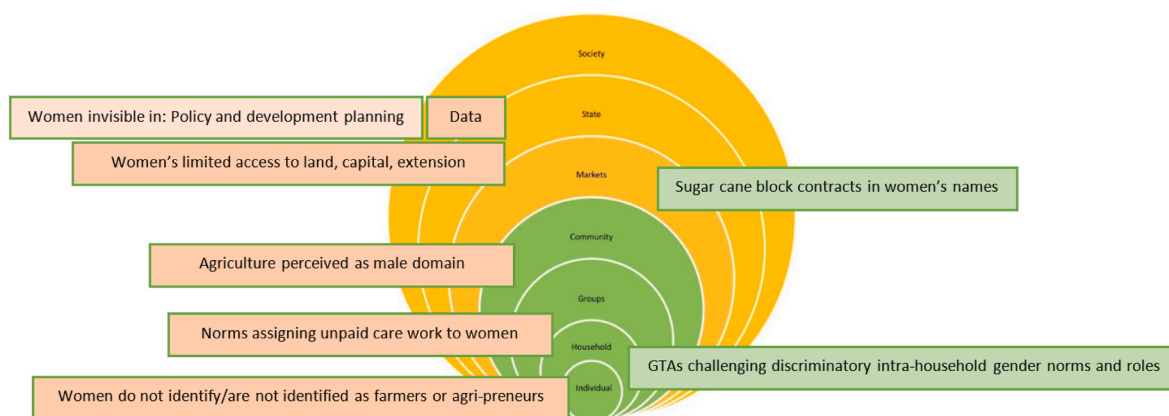 Society
Women invisible in: Policy and development planning
Data
State
Women’s limited access to land, capital, extension
Markets
Sugar cane block contracts in women’s names
Community
Agriculture perceived as male domain
Groups
Norms assigning unpaid care work to women
Household
GTAs challenging discriminatory intra-household gender norms and roles
Individual
Women do not identify/are not identified as farmers or agri-preneurs